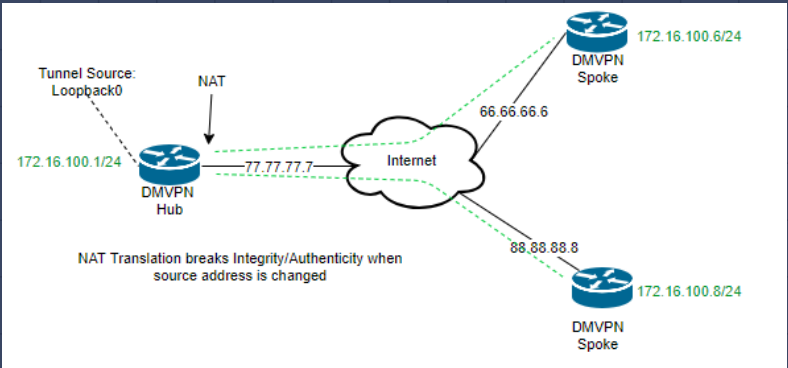 172.16.100.6/24
DMVPN
Spoke
Tunnel Source:
Loopback0
NAT
66.66.66.6
Internet
172.16.100.1/24
77.77.77.7
DMVPN
Hub
88.88.88.8
NAT Translation breaks Integrity/Authenticity when
source address is changed
172.16.100.8/24
DMVPN
Spoke